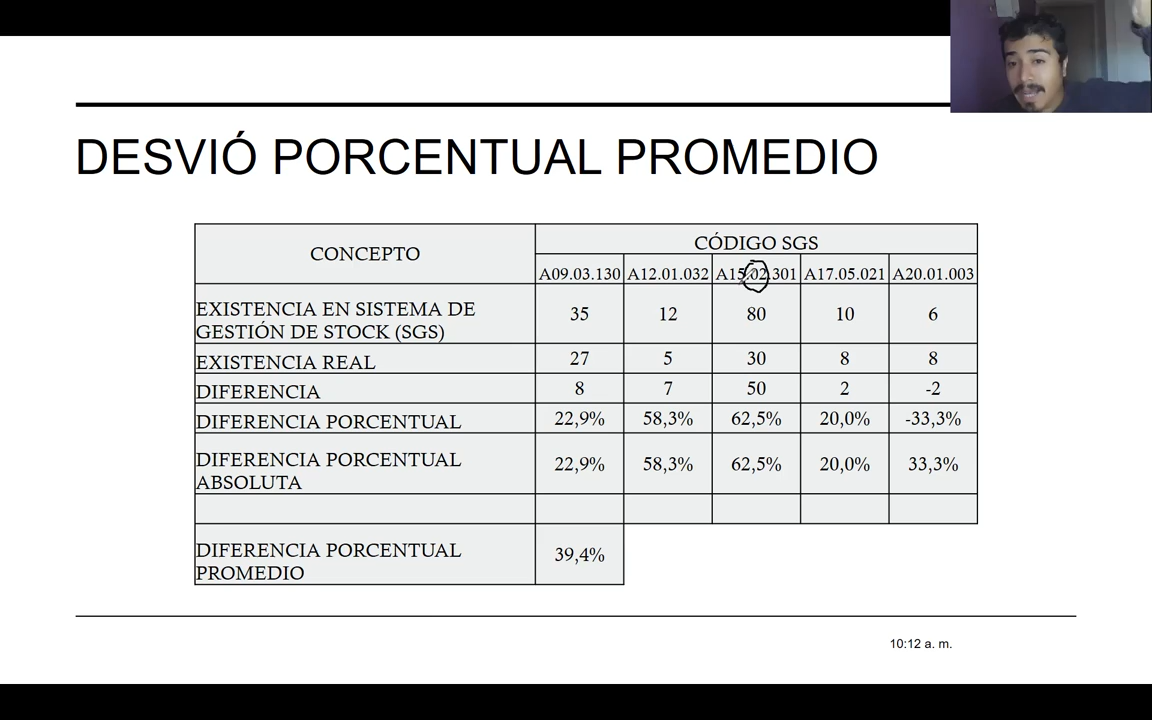 DESVIÓ PORCENTUAL PROMEDIO
CONCEPTO
CÓDIGO SGS
A09.03.130 A12.01.032 A15.02.301 A17.05.021 A20.01.003
EXISTENCIA EN SISTEMA DE
GESTIÓN DE STOCK (SGS)
35 12 80 10 6
EXISTENCIA REAL 27 5 30 8 8
DIFERENCIA 8 7 50 2 -2
DIFERENCIA PORCENTUAL 22,9% 58,3% 62,5% 20,0% -33,3%
DIFERENCIA PORCENTUAL
ABSOLUTA
22,9% 58,3% 62,5% 20,0% 33,3%
DIFERENCIA PORCENTUAL
PROMEDIO
39,4%
10:12 a. m.